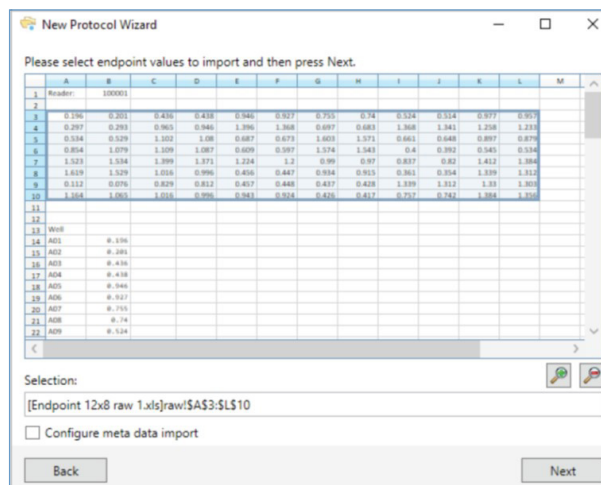 New Protocol Wizard
Please select endpoint values to import and then press Next.
A B C D E F G H I J K L M
1 Reader: 100001
2
3 0.196 0.201 0.436 0.438 0.946 0.927 0.755 0.74 0.524 0.514 0.977 0.957
4 0.297 0.293 0.965 0.946 1.396 1.368 0.697 0.683 1.368 1.341 1.258 1.233
5 0.534 0.529 1.102 1.08 0.687 0.673 1.603 1.571 0.661 0.648 0.897 0.879
6 0.854 1.079 1.109 1.087 0.609 0.597 1.574 1.543 0.4 0.392 0.545 0.534
7 1.523 1.534 1.399 1.371 1.224 1.2 0.99 0.97 0.837 0.82 1.412 1.384
8 1.619 1.529 1.016 0.996 0.456 0.447 0.934 0.915 0.361 0.354 1.339 1.312
9 0.112 0.076 0.829 0.812 0.457 0.448 0.437 0.428 1.339 1.312 1.33 1.303
10 1.164 1.065 1.016 0.996 0.943 0.924 0.426 0.417 0.757 0.742 1.384 1.356
11
12
13 Well
14 A01 0.196
15 A02 0.201
16 A03 0.436
17 A04 0.438
18 A05 0.946
19 A06 0.927
20 A07 0.755
21 A08 0.74
22 A09 0.524
Selection:
[Endpoint 12x8 raw 1.xls]raw!$A$3:$L$10
Configure meta data import
Back Next